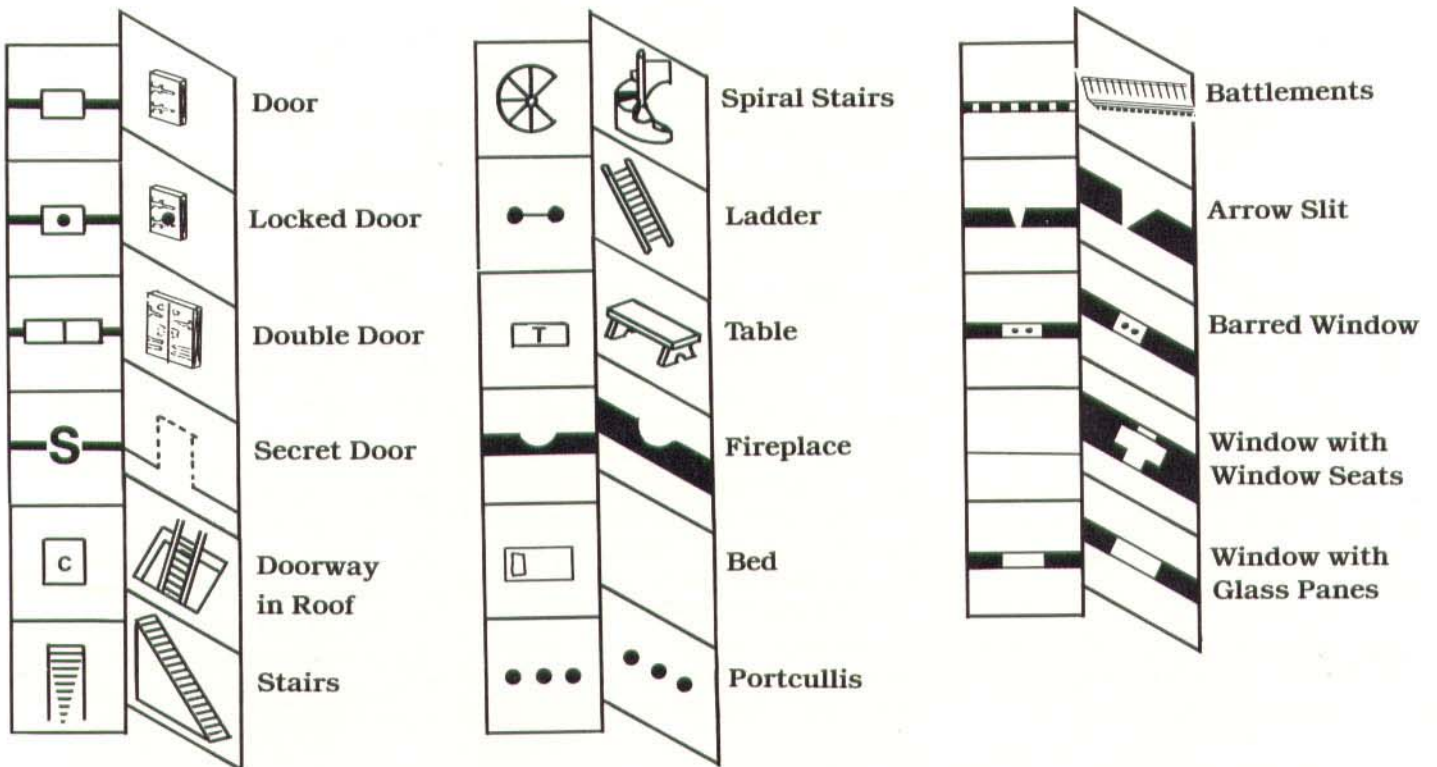 Door
Locked Door
Double Door
S
Secret Door
C
Doorway
in Roof
Stairs
Spiral Stairs
Ladder
T
Table
Fireplace
Bed
Portcullis
Battlements
Arrow Slit
Barred Window
Window with
Window Seats
Window with
Glass Panes